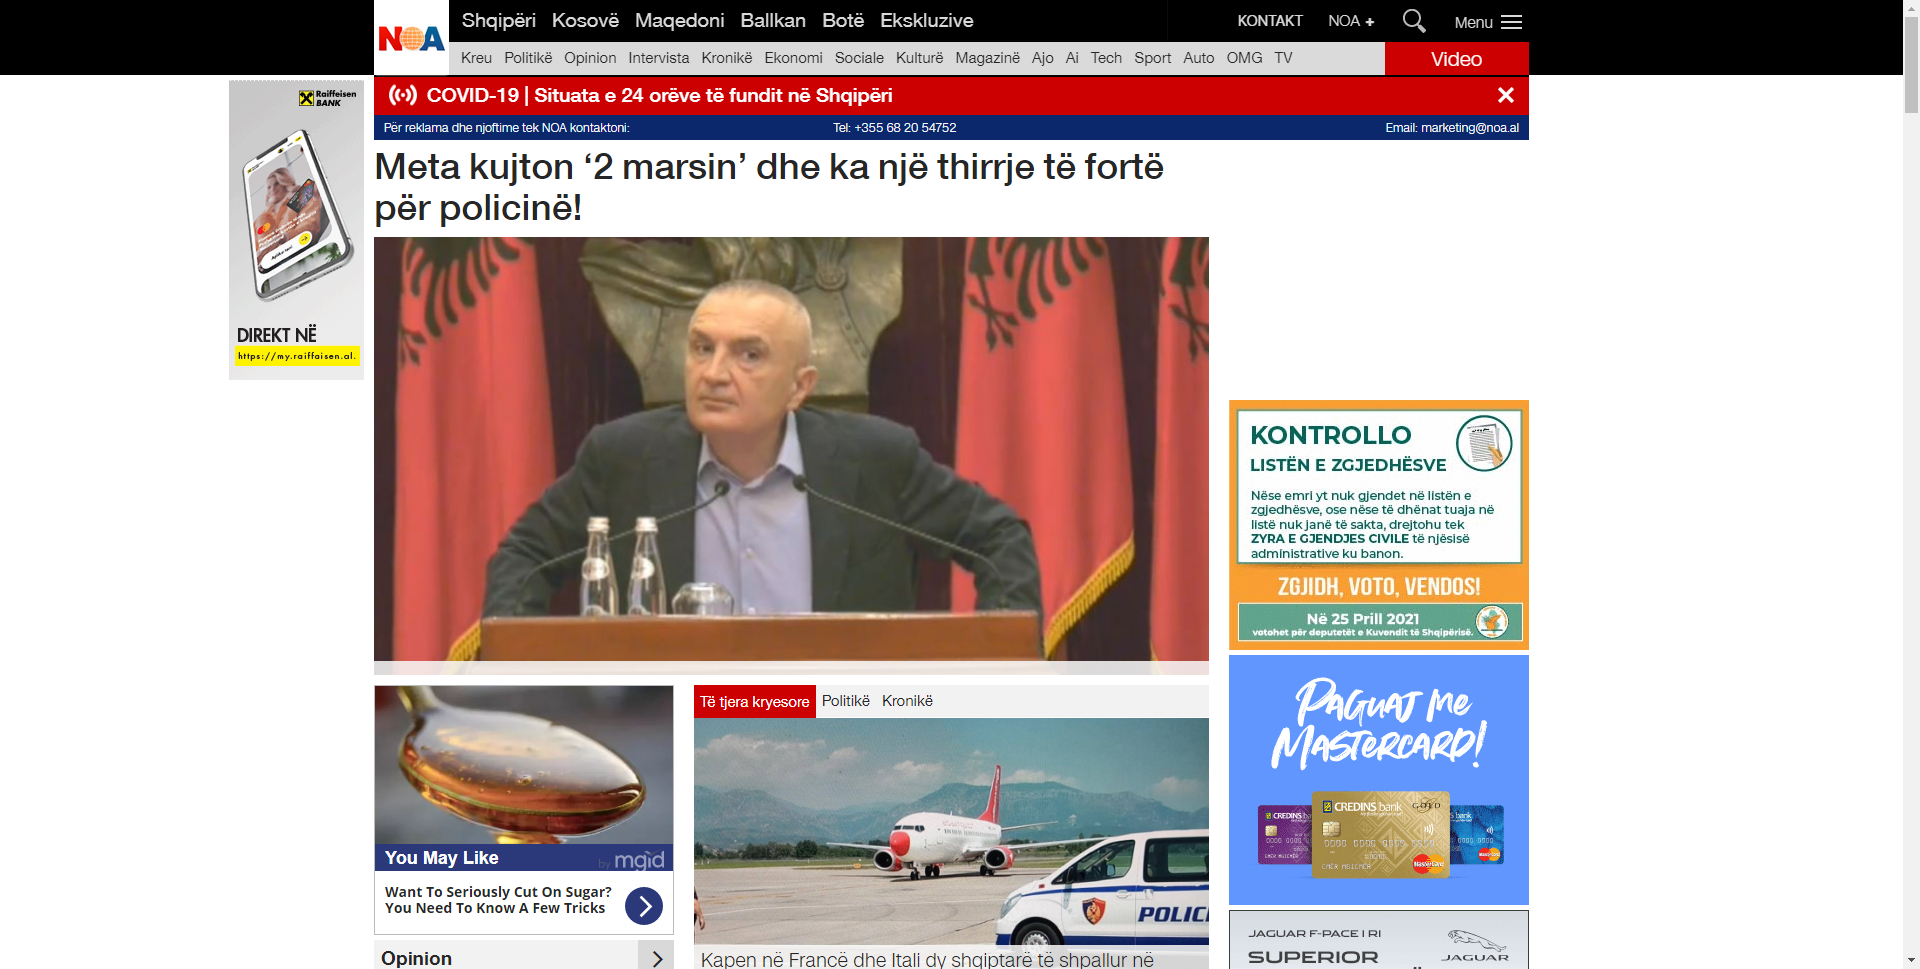 NOA
Shqipëri Kosovë Maqedoni Ballkan Botë Ekskluzive
KONTAKT NOA + Menu
Kreu Politikë Opinion Intervista Kronikë Ekonomi Sociale Kulturë Magazinë Ajo Ai Tech Sport Auto OMG TV
Video
COVID-19 | Situata e 24 orëve të fundit në Shqipëri
Për reklama dhe njoftime tek NOA kontaktoni: Tel: +355 68 20 54752 Email: marketing@noa.al
Raiffeisen
BANK
DIREKT NË
https://my.raiffaisen.al.
Meta kujton ‘2 marsin’ dhe ka një thirrje të fortë
për policinë!
KONTROLLO
LISTËN E ZGJEDHËSVE
Nëse emri yt nuk gjendet në listën e
zgjedhësve, ose nëse të dhënat tuaja në
listë nuk janë të sakta, drejtohu tek
ZYRA E GJENDJES CIVILE të njësisë
administrative ku banon.
ZGJIDH, VOTO, VENDOS!
Në 25 Prill 2021
votohet për deputetët e Kuvendit të Shqipërisë.
You May Like
by mgid
Want To Seriously Cut On Sugar?
You Need To Know A Few Tricks
Opinion
Të tjera kryesore Politikë Kronikë
POLIC
Kapen në Francë dhe Itali dy shqiptarë të shpallur në
PAGUAJ me
MASTERCARD!
CREDINS bank
GOLD
MasterCard
JAGUAR F-PACE I RI
SUPERIOR
JAGUAR